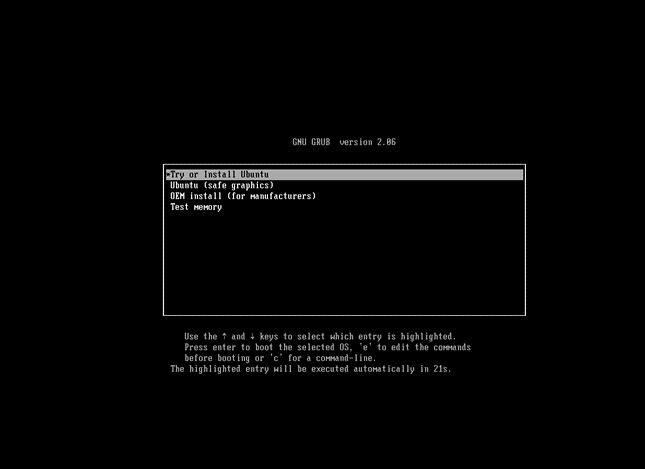 GNU GRUB  version 2.06
*Try or Install Ubuntu
Ubuntu (safe graphics)
OEM install (for manufacturers)
Test memory
Use the ↑ and ↓ keys to select which entry is highlighted.
Press enter to boot the selected OS, 'e' to edit the commands
before booting or 'c' for a command-line.
The highlighted entry will be executed automatically in 21s.